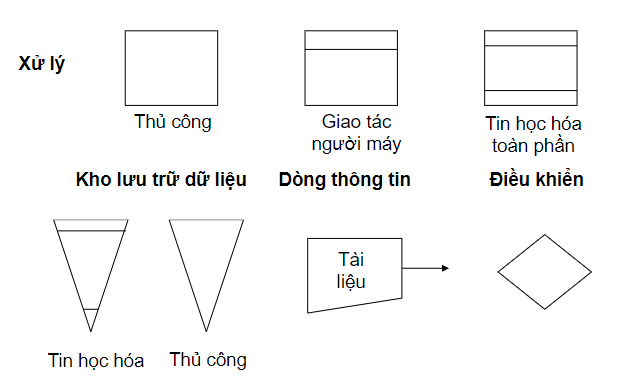 Xử lý
Thủ công
Giao tác
người máy
Tin học hóa
toàn phần
Kho lưu trữ dữ liệu
Dòng thông tin
Điều khiển
Tài
liệu
Tin học hóa
Thủ công